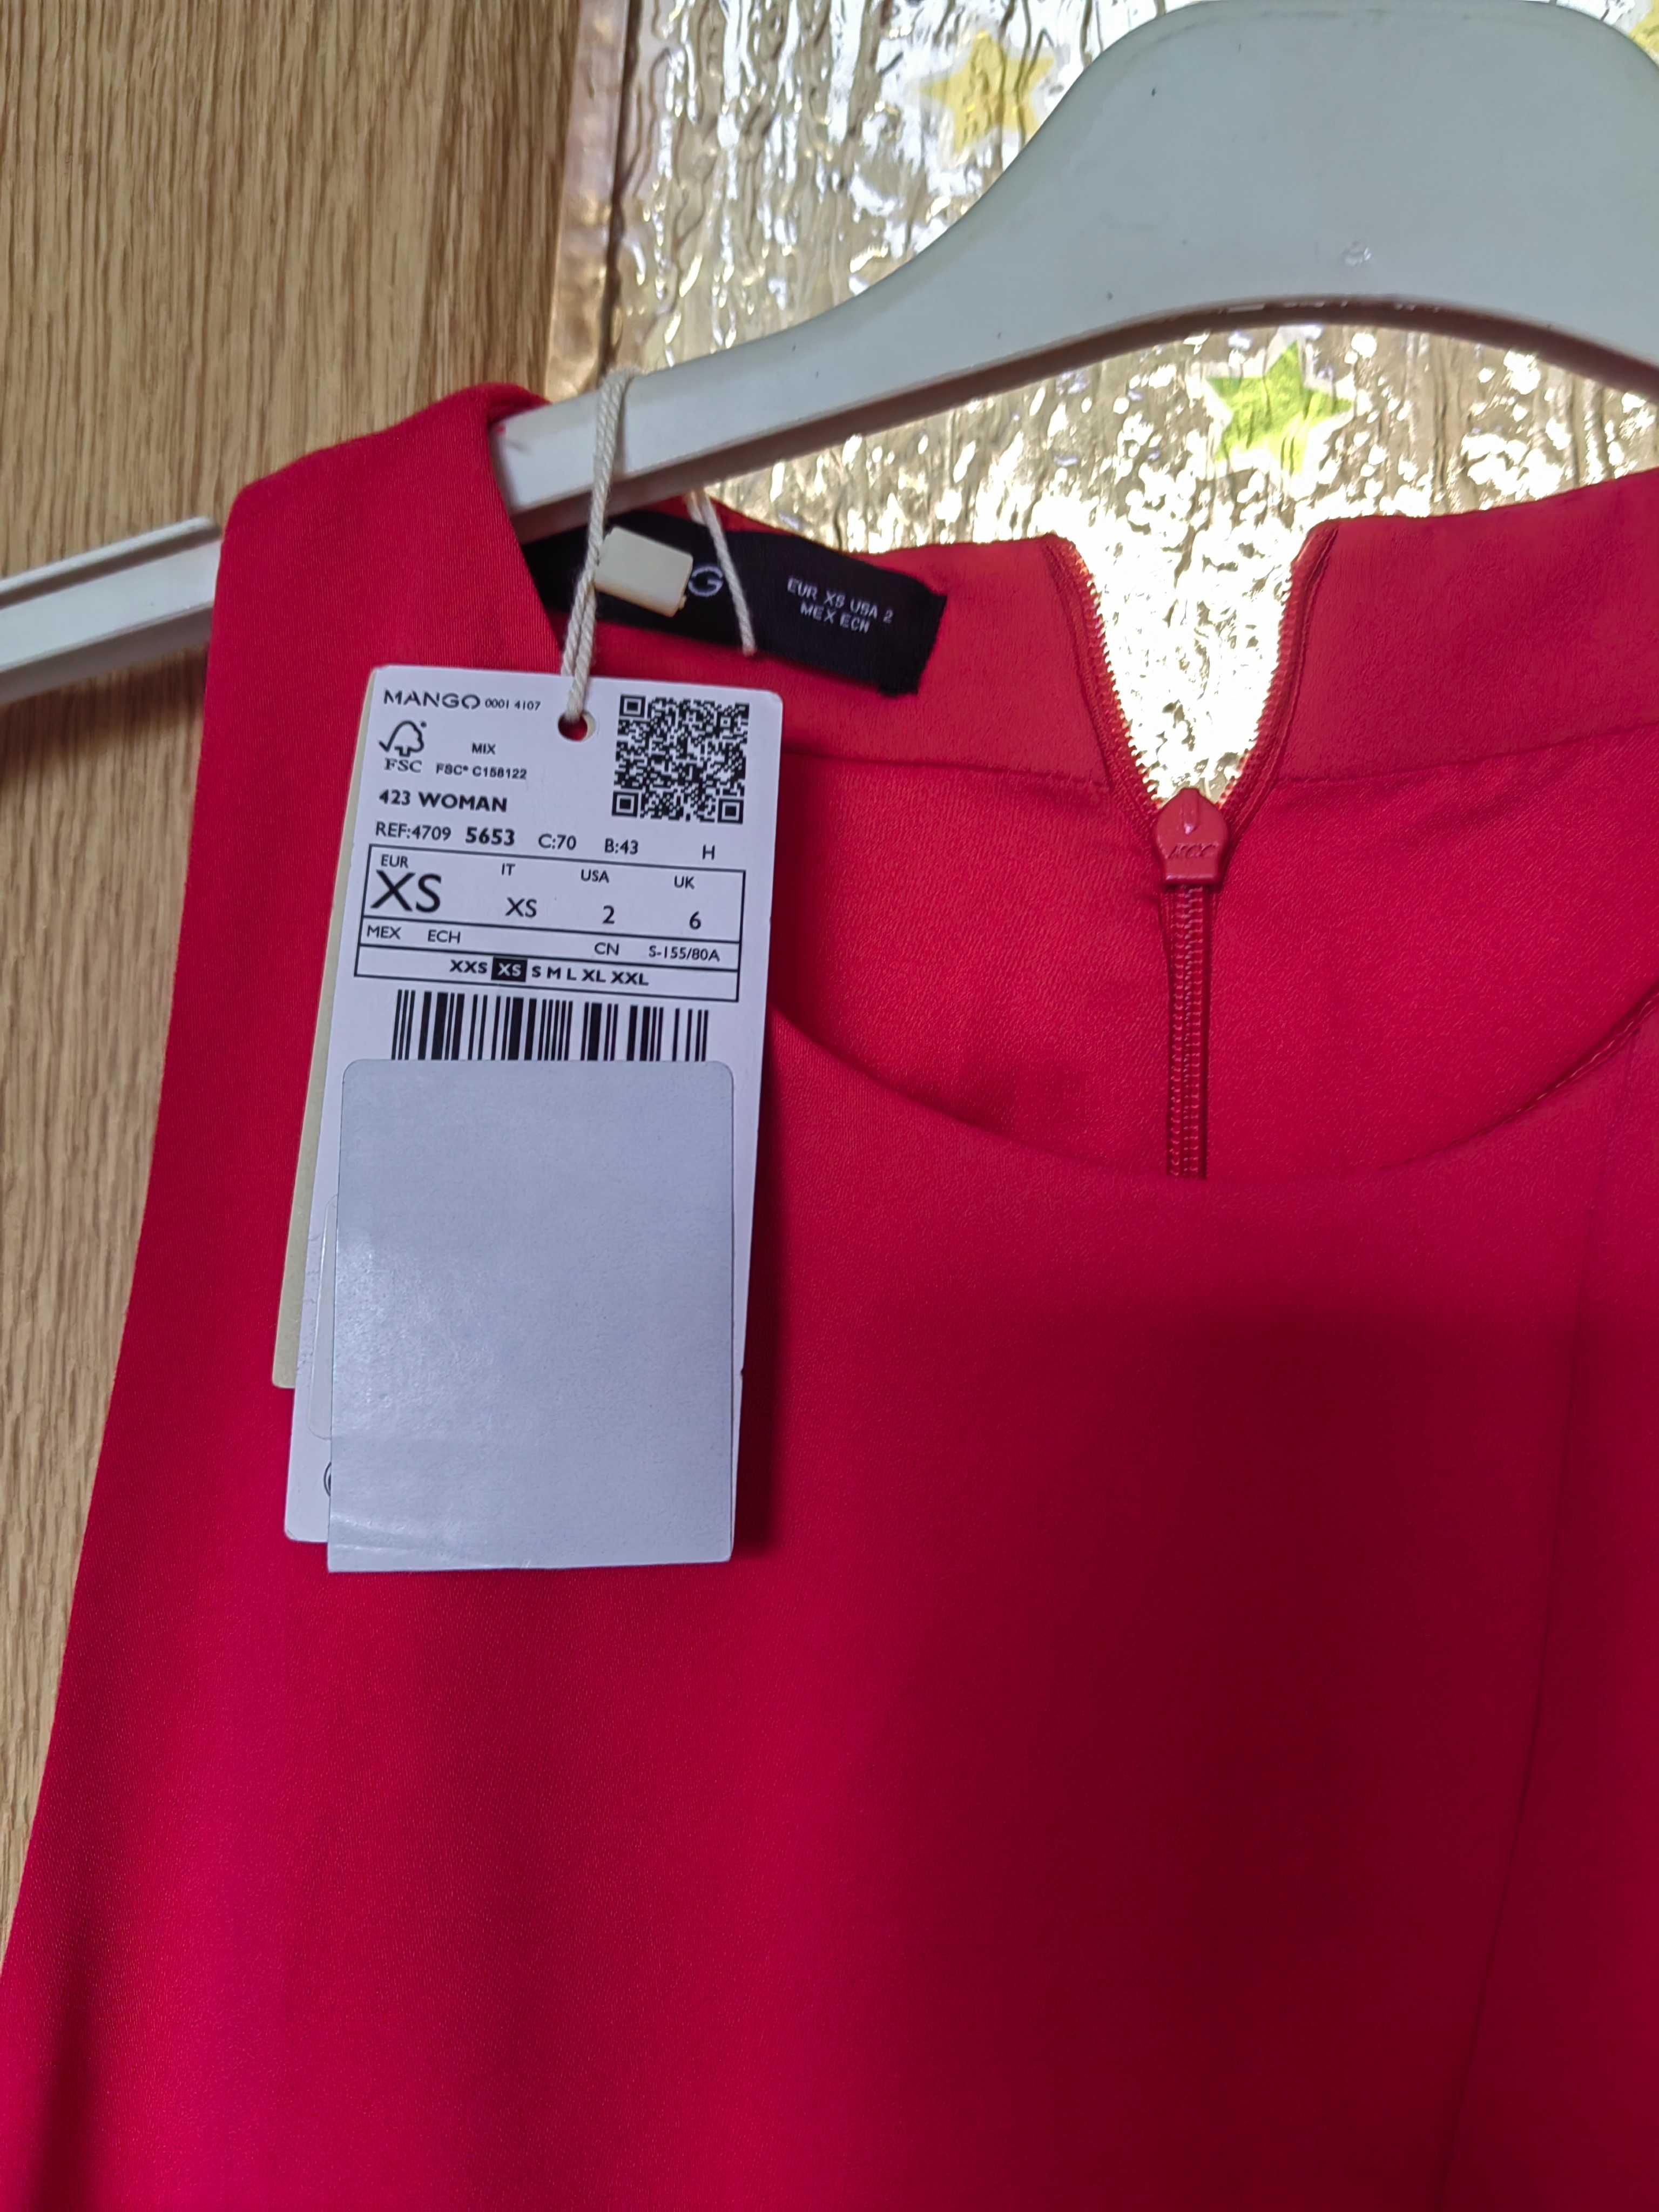 EUR XS USA 2
MEX ECH
MANGO 0001 4107
MIX
FSC FSC® C158122
423 WOMAN
REF:4709 5653 C:70 B:43 H
EUR IT USA UK
XS XS 2 6
MEX ECH CN S-155/80A
XXS XS S M L XL XXL